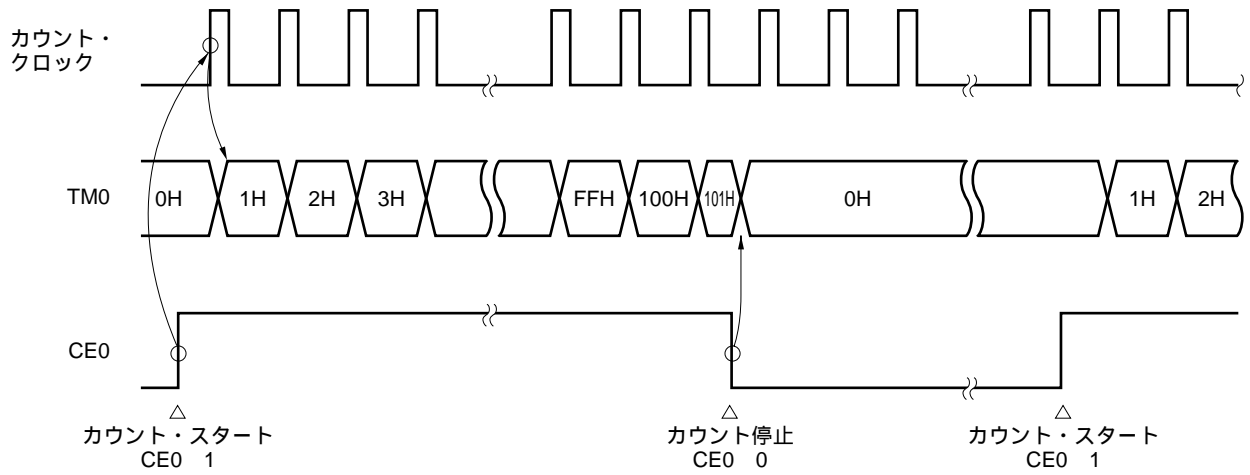 カウント・
クロック
TM0
0H
1H
2H
3H
FFH
100H
101H
0H
1H
2H
CE0
カウント・スタート
CE0 1
カウント停止
CE0 0
カウント・スタート
CE0 1